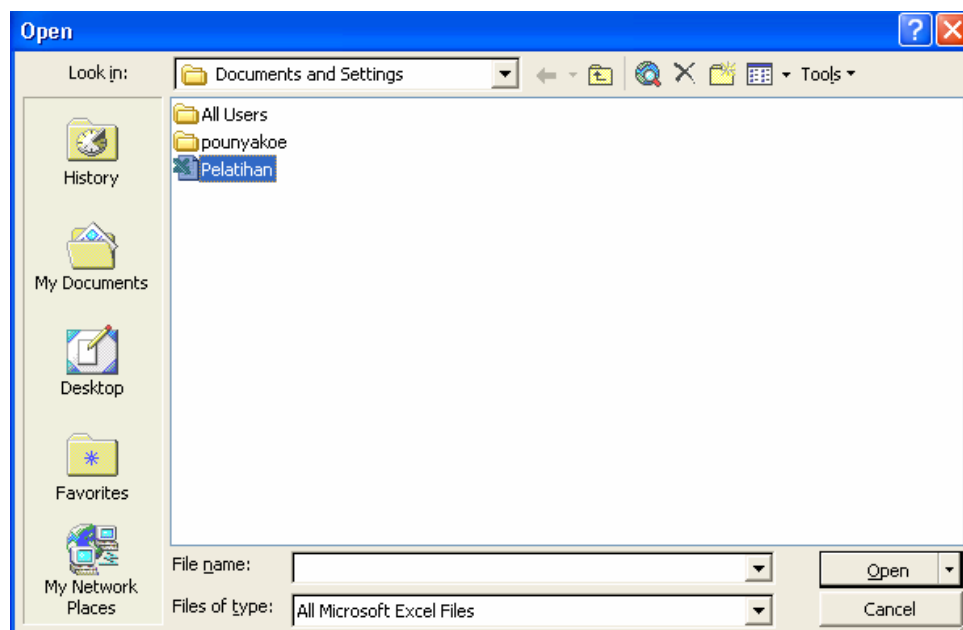 Open
Look in:
Documents and Settings
Tools
All Users
pounyakoe
Pelatihan
History
My Documents
Desktop
Favorites
My Network
Places
File name:
Open
Files of type:
All Microsoft Excel Files
Cancel